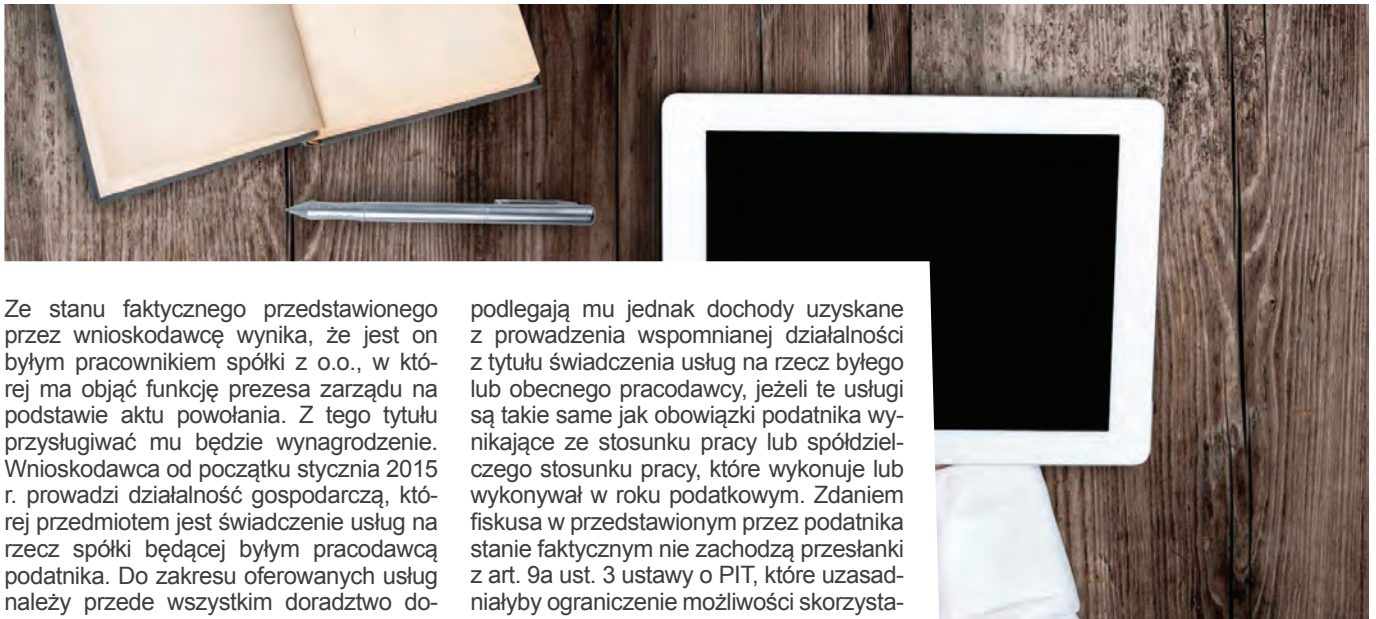 Ze stanu faktycznego przedstawionego
przez wnioskodawcę wynika, że jest on
byłym pracownikiem spółki z o.o., w któ-
rej ma objąć funkcję prezesa zarządu na
podstawie aktu powołania. Z tego tytułu
przysługiwać mu będzie wynagrodzenie.
Wnioskodawca od początku stycznia 2015
r. prowadzi działalność gospodarczą, któ-
rej przedmiotem jest świadczenie usług na
rzecz spółki będącej byłym pracodawcą
podatnika. Do zakresu oferowanych usług
należy przede wszystkim doradztwo do-
podlegają mu jednak dochody uzyskane
z prowadzenia wspomnianej działalności
z tytułu świadczenia usług na rzecz byłego
lub obecnego pracodawcy, jeżeli te usługi
są takie same jak obowiązki podatnika wy-
nikające ze stosunku pracy lub spółdziel-
czego stosunku pracy, które wykonuje lub
wykonywał w roku podatkowym. Zdaniem
fiskusa w przedstawionym przez podatnika
stanie faktycznym nie zachodzą przesłanki
z art. 9a ust. 3 ustawy o PIT, które uzasad-
niałyby ograniczenie możliwości skorzysta-